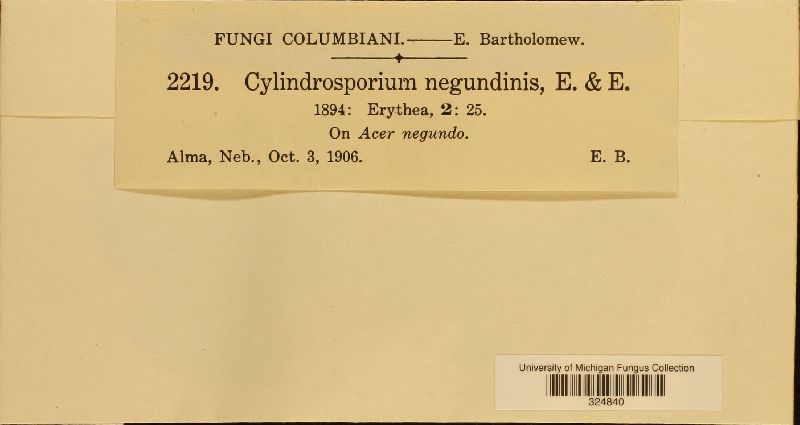 FUNGI COLUMBIANI.——E. Bartholomew.
2219. Cylindrosporium negundinis, E. & E.
1894: Erythea, 2: 25.
On Acer negundo.
Alma, Neb., Oct. 3, 1906. E. B.
University of Michigan Fungus Collection
324840